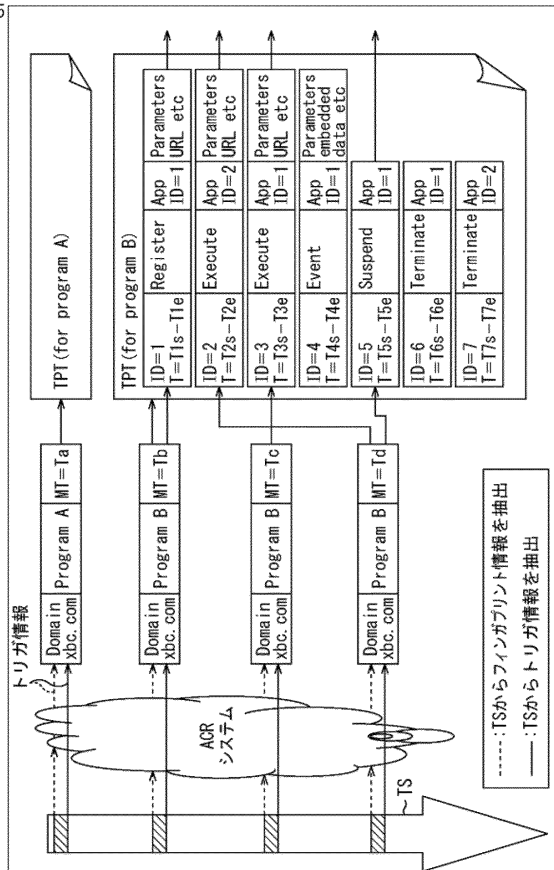 5
トリガ情報
Domain
xbc.com
Program A
MT=Ta
TPT(for program A)
Domain
xbc.com
Program B
MT=Tb
Domain
xbc.com
Program B
MT=Tc
Domain
xbc.com
Program B
MT=Td
ACR
システム
~TS
TPT(for program B)
ID=1
T=T1s-T1e
Register
App
ID=1
Parameters
URL etc
ID=2
T=T2s-T2e
Execute
App
ID=2
Parameters
URL etc
ID=3
T=T3s-T3e
Execute
App
ID=1
Parameters
URL etc
ID=4
T=T4s-T4e
Event
App
ID=1
Parameters
embedded
data etc
ID=5
T=T5s-T5e
Suspend
App
ID=1
ID=6
T=T6s-T6e
Terminate
App
ID=1
ID=7
T=T7s-T7e
Terminate
App
ID=2
-----:TSからフィンガプリント情報を抽出
——:TSからトリガ情報を抽出